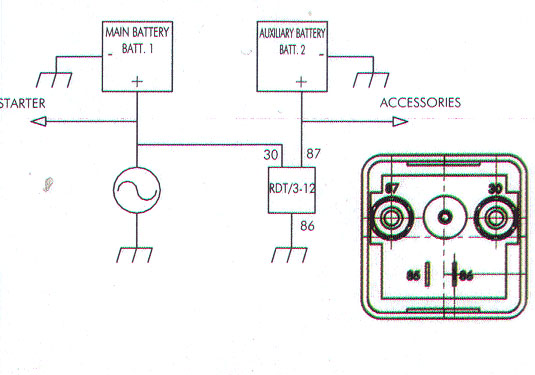 MAIN BATTERY
BATT. 1
-
+
AUXILIARY BATTERY
BATT. 2
-
+
STARTER
ACCESSORIES
30
87
RDT/3-12
86
87
30
85
86